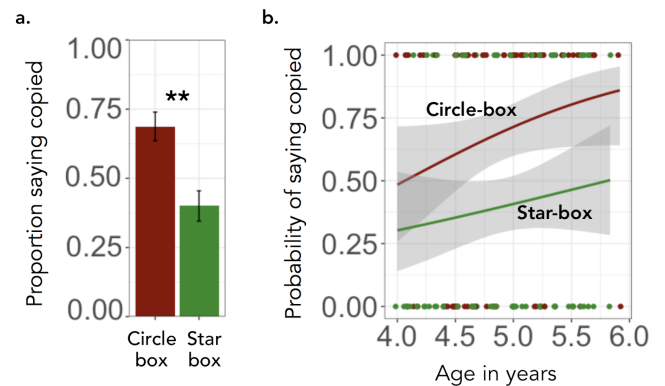 a.
Proportion saying copied
1.00
0.75
0.50
0.25
0.00
**
Circle box
Star box
b.
Probability of saying copied
1.00
0.75
0.50
0.25
0.00
Circle-box
Star-box
4.0 4.5 5.0 5.5 6.0
Age in years